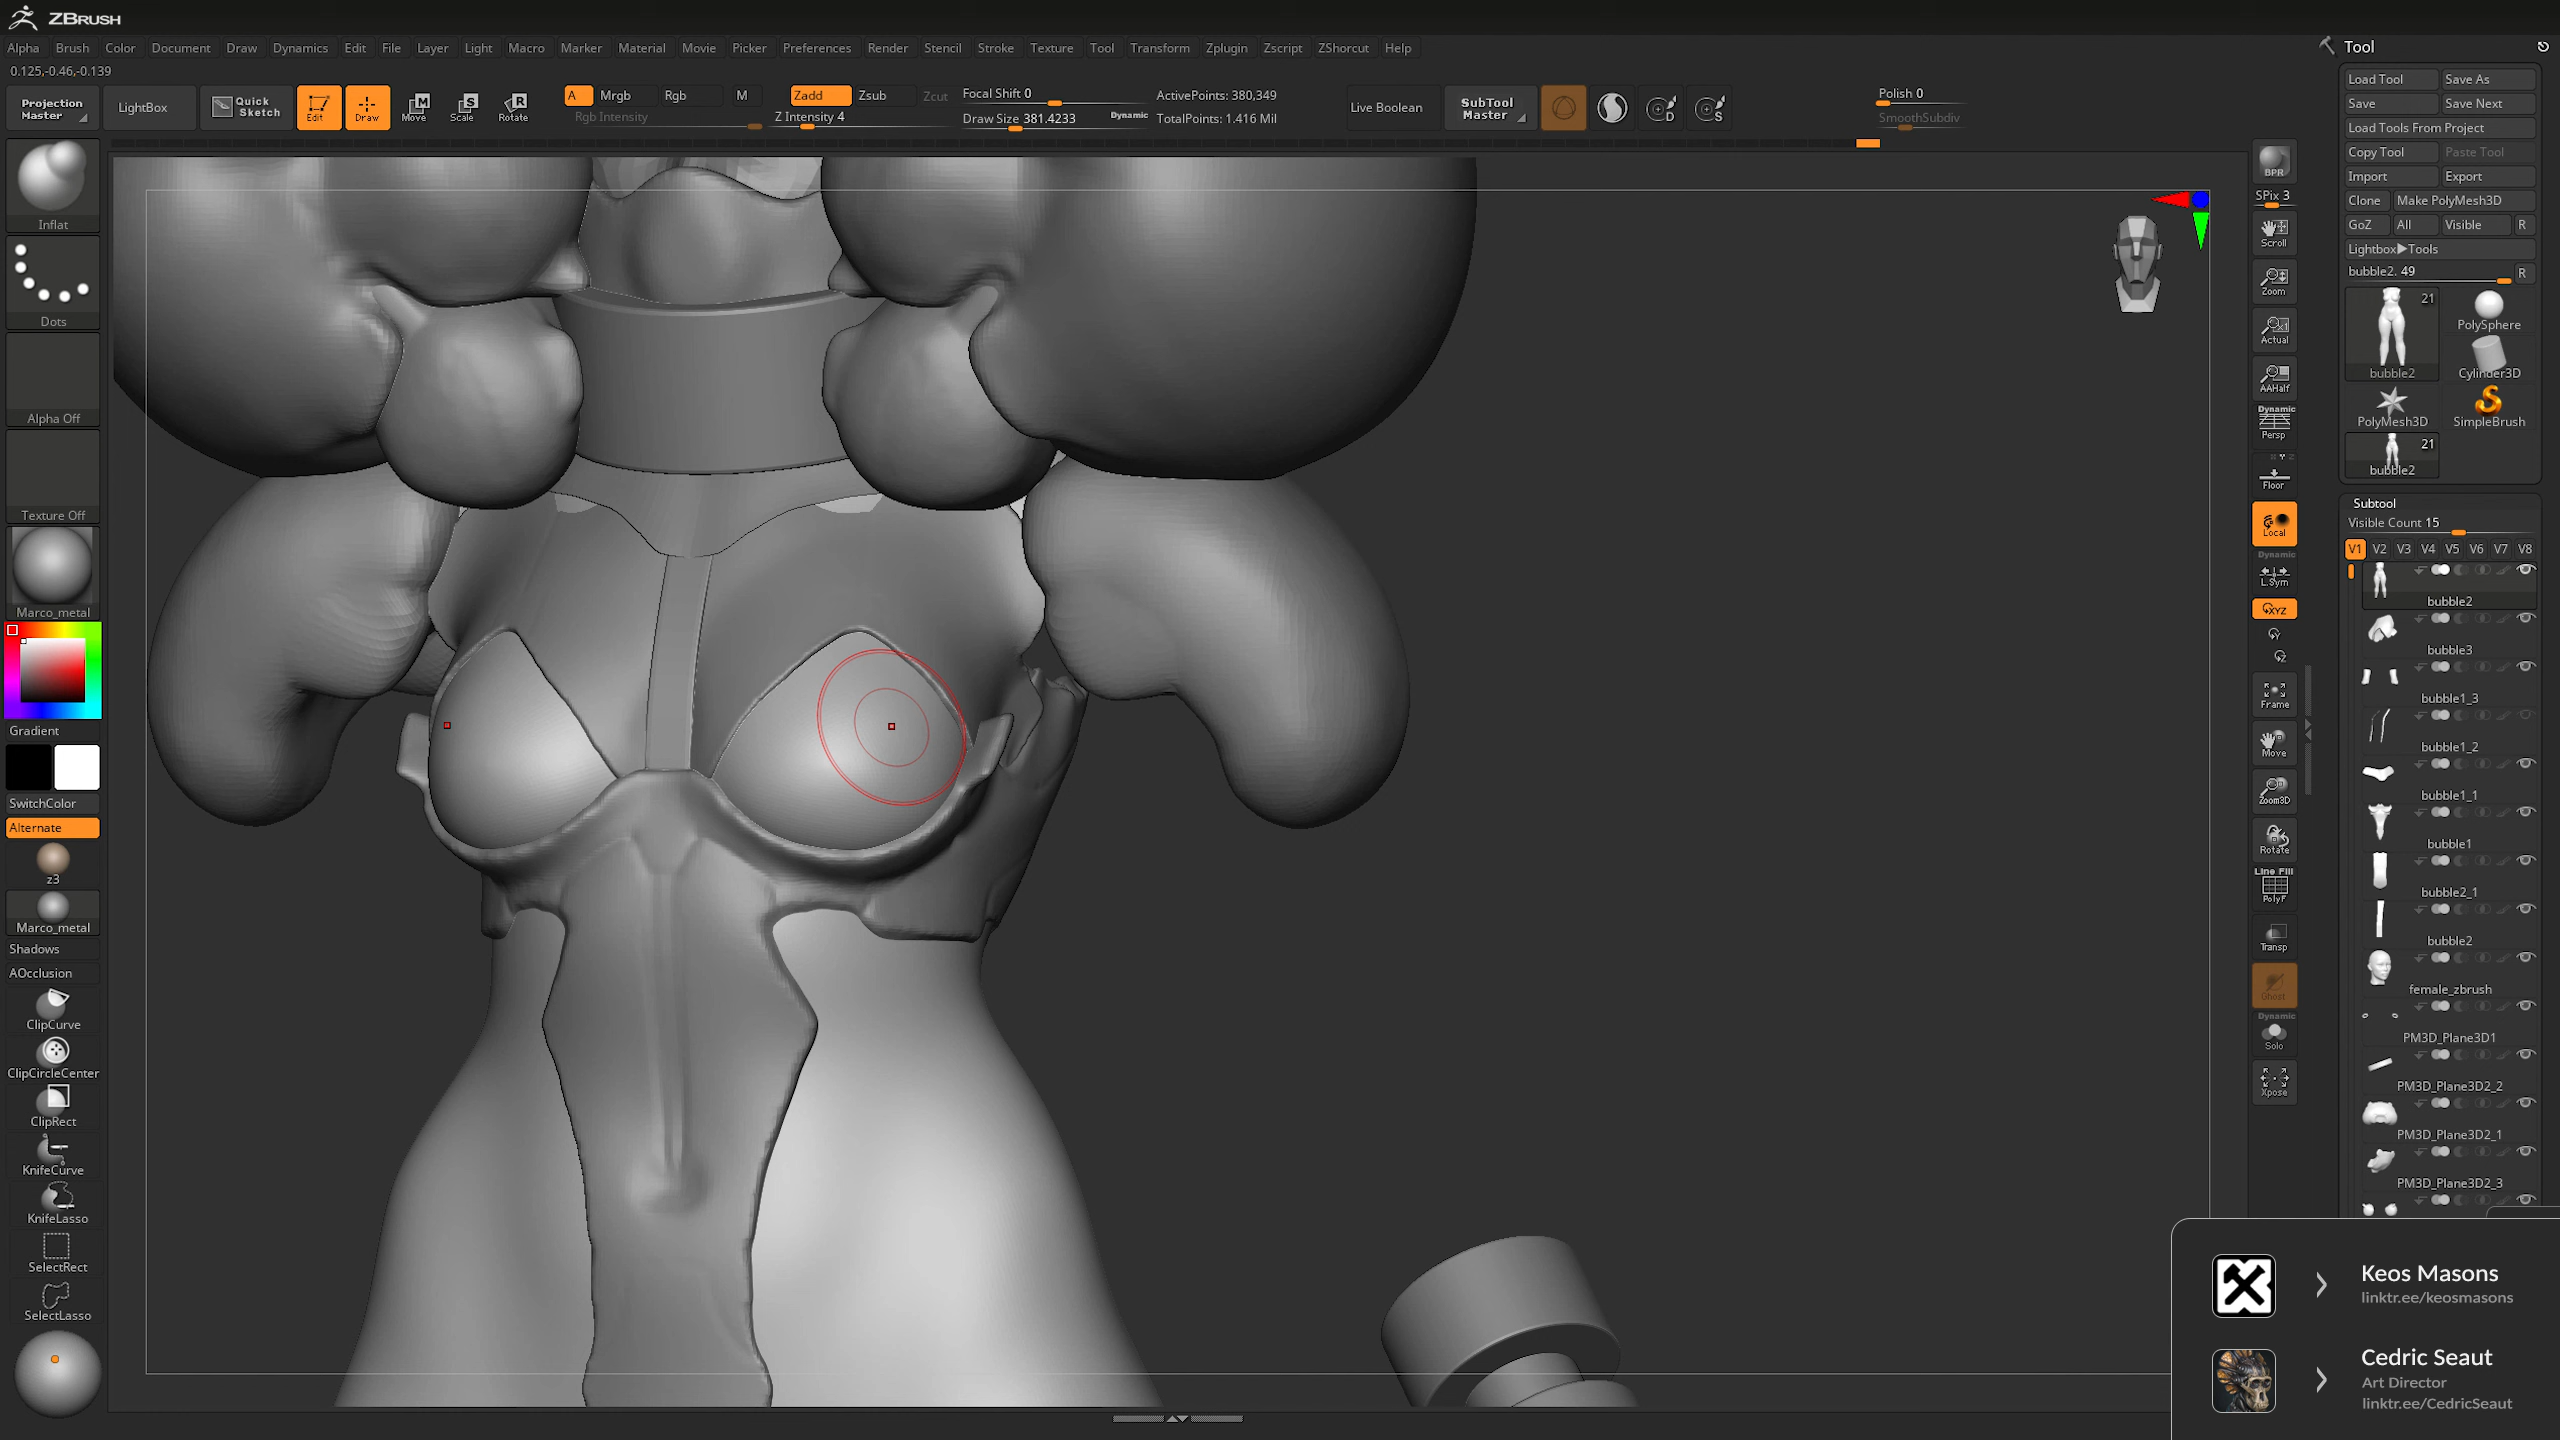 ZBRUSH
Alpha Brush Color Document Draw Dynamics Edit File Layer Light Macro Marker Material Movie Picker Preferences Render Stencil Stroke Texture Tool Transform Zplugin Zscript ZShorcut Help
0.125,-0.46,-0.139
Projection Master
LightBox
Quick Sketch
Edit
Draw
Move
Scale
Rotate
A Mrgb Rgb M
Rgb Intensity
Zadd Zsub Zcut
Z Intensity 4
Focal Shift 0
Draw Size 381.4233
Dynamic
ActivePoints: 380,349
TotalPoints: 1.416 Mil
Live Boolean
SubTool Master
Polish 0
SmoothSubdiv
Inflat
Dots
Alpha Off
Texture Off
Marco_metal
Gradient
SwitchColor
Alternate
z3
Marco_metal
Shadows
AOcclusion
ClipCurve
ClipCircleCenter
ClipRect
KnifeCurve
KnifeLasso
SelectRect
SelectLasso
BPR
SPix 3
Scroll
Zoom
Actual
AAHalf
Dynamic
Persp
Floor
Local
Dynamic
L.Sym
XYZ
Frame
Move
Zoom3D
Rotate
Line Fill
PolyF
Transp
Ghost
Dynamic
Solo
Xpose
Tool
Load Tool Save As
Save Save Next
Load Tools From Project
Copy Tool Paste Tool
Import Export
Clone Make PolyMesh3D
GoZ All Visible R
Lightbox▶Tools
bubble2. 49 R
21
bubble2
PolySphere
Cylinder3D
PolyMesh3D
SimpleBrush
21
bubble2
Subtool
Visible Count 15
V1 V2 V3 V4 V5 V6 V7 V8
bubble2
bubble3
bubble1_3
bubble1_2
bubble1_1
bubble1
bubble2_1
bubble2
female_zbrush
PM3D_Plane3D1
PM3D_Plane3D2_2
PM3D_Plane3D2_1
PM3D_Plane3D2_3
Keos Masons
linktr.ee/keosmasons
Cedric Seaut
Art Director
linktr.ee/CedricSeaut